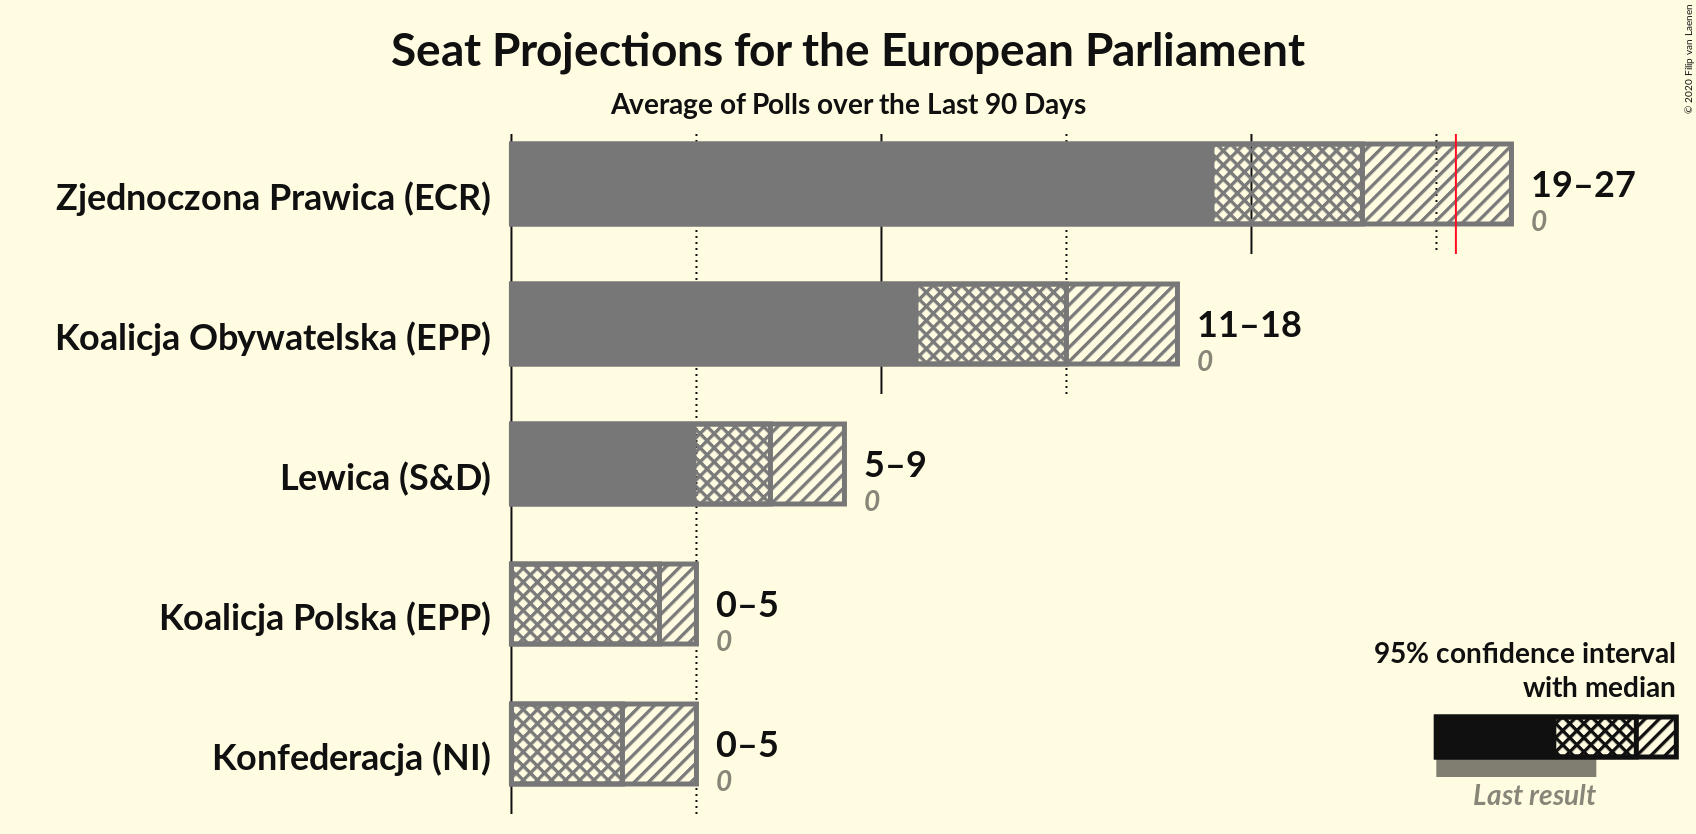 Seat Projections for the European Parliament
Average of Polls over the Last 90 Days
© 2020 Filip van Laenen
Zjednoczona Prawica (ECR)
19–27
0
Koalicja Obywatelska (EPP)
11–18
0
Lewica (S&D)
5–9
0
Koalicja Polska (EPP)
0–5
0
Konfederacja (NI)
0–5
0
95% confidence interval
with median
Last result